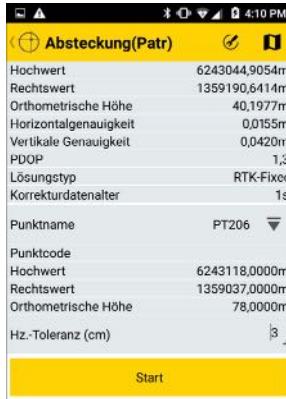 4:10 PM
Absteckung(Patr)
Hochwert 6243044,9054m
Rechtswert 1359190,6414m
Orthometrische Höhe 40,1977m
Horizontalgenauigkeit 0,0155m
Vertikale Genauigkeit 0,0420m
PDOP 1,3
Lösungstyp RTK-Fixed
Korrekturdatenalter 1s
Punktname PT206
Punktcode
Hochwert 6243118,0000m
Rechtswert 1359037,0000m
Orthometrische Höhe 78,0000m
Hz.-Toleranz (cm) 3
Start